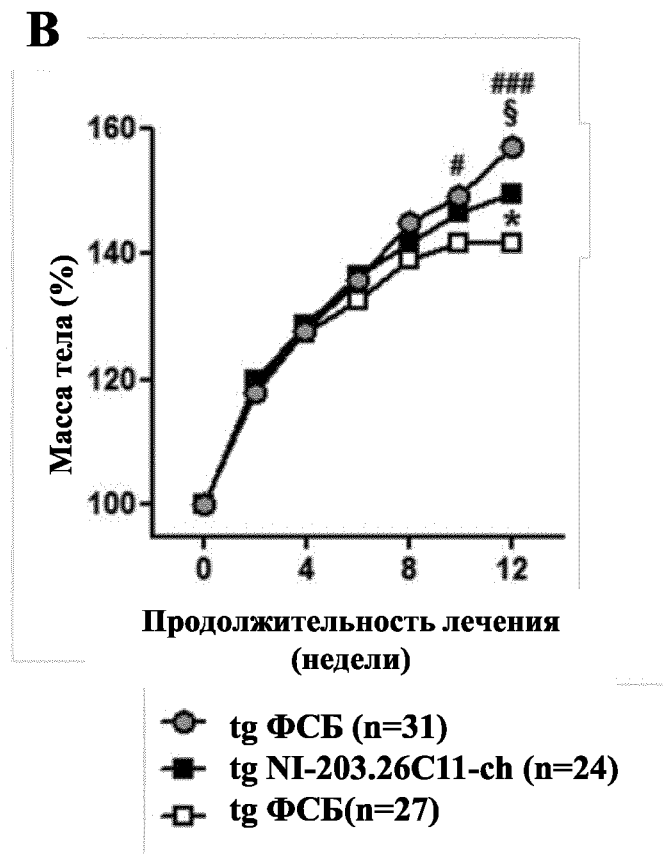 B
###
§
160
#
*
140
120
100
Масса тела (%)
0 4 8 12
Продолжительность лечения
(недели)
tg ФСБ (n=31)
tg NI-203.26C11-ch (n=24)
tg ФСБ(n=27)